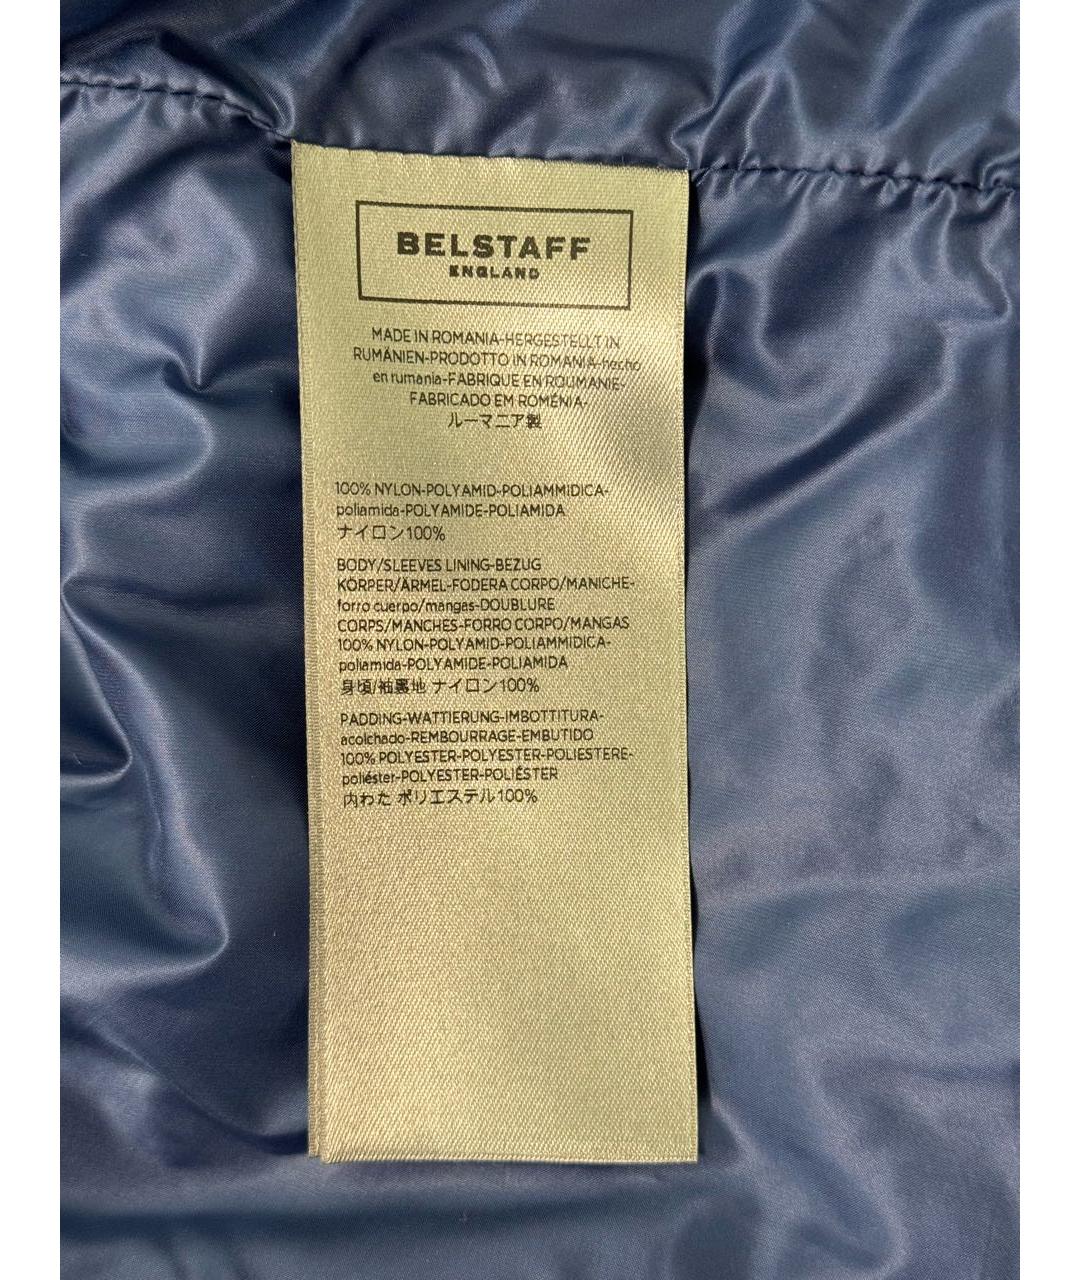 BELSTAFF
ENGLAND
MADE IN ROMANIA-HERGESTELLT IN
RUMÄNIEN-PRODOTTO IN ROMANIA-hecho
en rumania-FABRIQUE EN ROUMANIE-
FABRICADO EM ROMÉNIA-
ルーマニア製
100% NYLON-POLYAMID-POLIAMMIDICA-
poliamida-POLYAMIDE-POLIAMIDA
ナイロン100%
BODY/SLEEVES LINING-BEZUG
KÖRPER/ÄRMEL-FODERA CORPO/MANICHE-
forro cuerpo/mangas-DOUBLURE
CORPS/MANCHES-FORRO CORPO/MANGAS
100% NYLON-POLYAMID-POLIAMMIDICA-
poliamida-POLYAMIDE-POLIAMIDA
身頃/袖裏地 ナイロン100%
PADDING-WATTIERUNG-IMBOTTITURA-
acolchado-REMBOURRAGE-EMBUTIDO
100% POLYESTER-POLYESTER-POLIESTERE-
poliéster-POLYESTER-POLIÉSTER
内わた ポリエステル100%